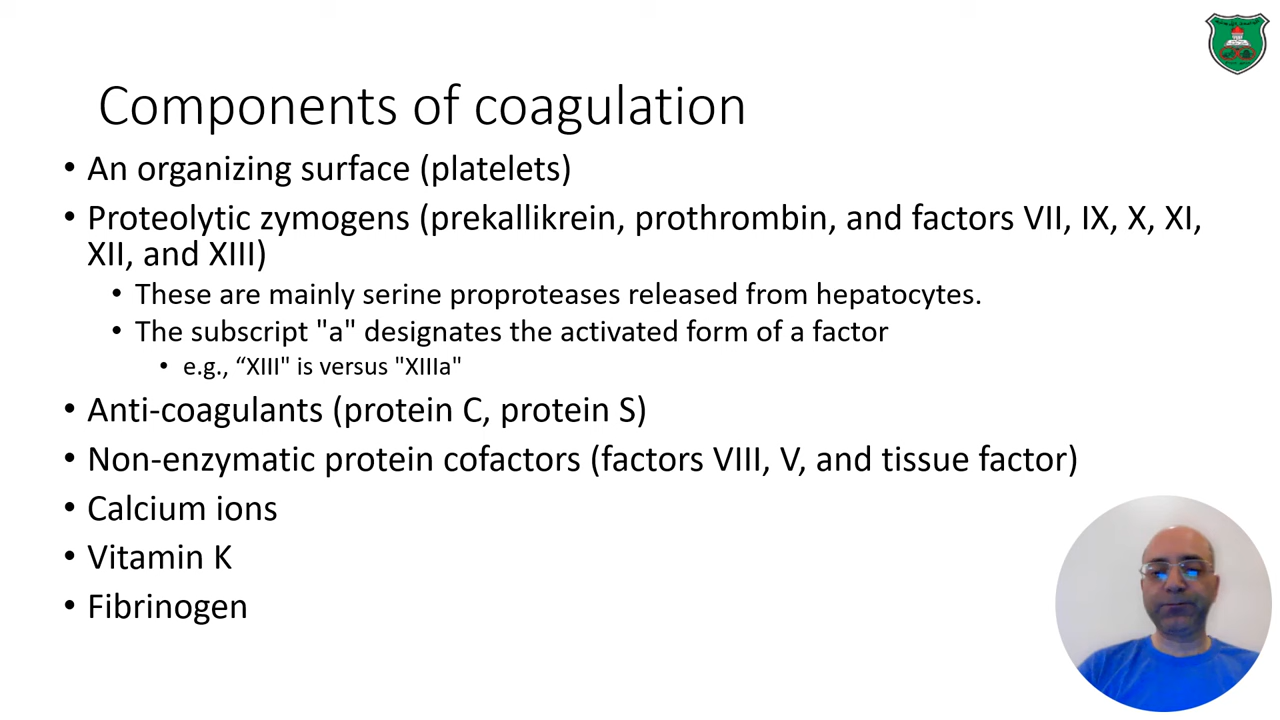 Components of coagulation
• An organizing surface (platelets)
• Proteolytic zymogens (prekallikrein, prothrombin, and factors VII, IX, X, XI,
XII, and XIII)
• These are mainly serine proproteases released from hepatocytes.
• The subscript "a" designates the activated form of a factor
• e.g., “XIII" is versus "XIIIa"
• Anti-coagulants (protein C, protein S)
• Non-enzymatic protein cofactors (factors VIII, V, and tissue factor)
• Calcium ions
• Vitamin K
• Fibrinogen